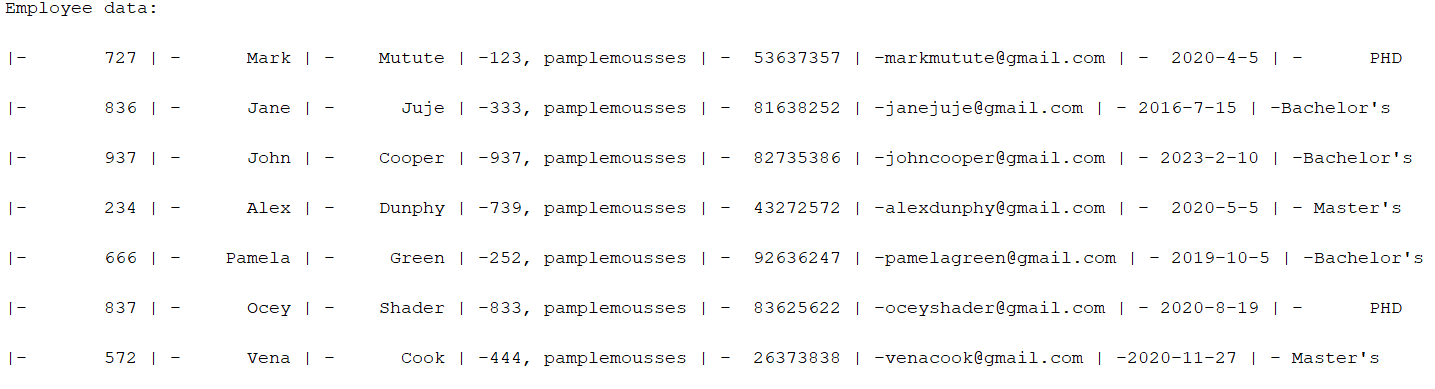 Employee data:
|-       727 | -      Mark | -    Mutute | -123, pamplemousses | -  53637357 | -markmutute@gmail.com | -  2020-4-5 | -      PHD
|-       836 | -      Jane | -      Juje | -333, pamplemousses | -  81638252 | -janejuje@gmail.com | - 2016-7-15 | -Bachelor's
|-       937 | -      John | -    Cooper | -937, pamplemousses | -  82735386 | -johncooper@gmail.com | - 2023-2-10 | -Bachelor's
|-       234 | -      Alex | -    Dunphy | -739, pamplemousses | -  43272572 | -alexdunphy@gmail.com | -  2020-5-5 | - Master's
|-       666 | -    Pamela | -     Green | -252, pamplemousses | -  92636247 | -pamelagreen@gmail.com | - 2019-10-5 | -Bachelor's
|-       837 | -      Ocey | -    Shader | -833, pamplemousses | -  83625622 | -oceyshader@gmail.com | - 2020-8-19 | -      PHD
|-       572 | -      Vena | -      Cook | -444, pamplemousses | -  26373838 | -venacook@gmail.com | -2020-11-27 | - Master's